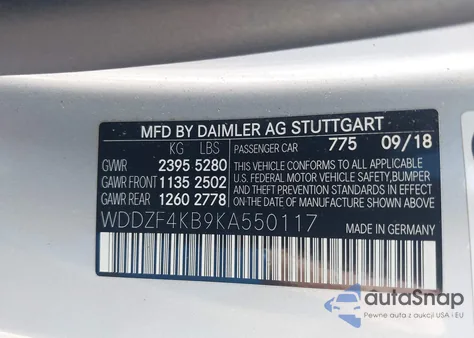 MFD BY DAIMLER AG STUTTGART
KG LBS PASSENGER CAR 775 09/18
GVWR 2395 5280
GAWR FRONT 1135 2502
GAWR REAR 1260 2778
THIS VEHICLE CONFORMS TO ALL APPLICABLE
U.S. FEDERAL MOTOR VEHICLE SAFETY,BUMPER
AND THEFT PREVENTION STANDARDS IN EFFECT
ON THE DATE OF MANUFACTURE SHOWN ABOVE.
WDDZF4KB9KA550117
MADE IN GERMANY
autoSnap
Pewne auta z aukcji USA i EU